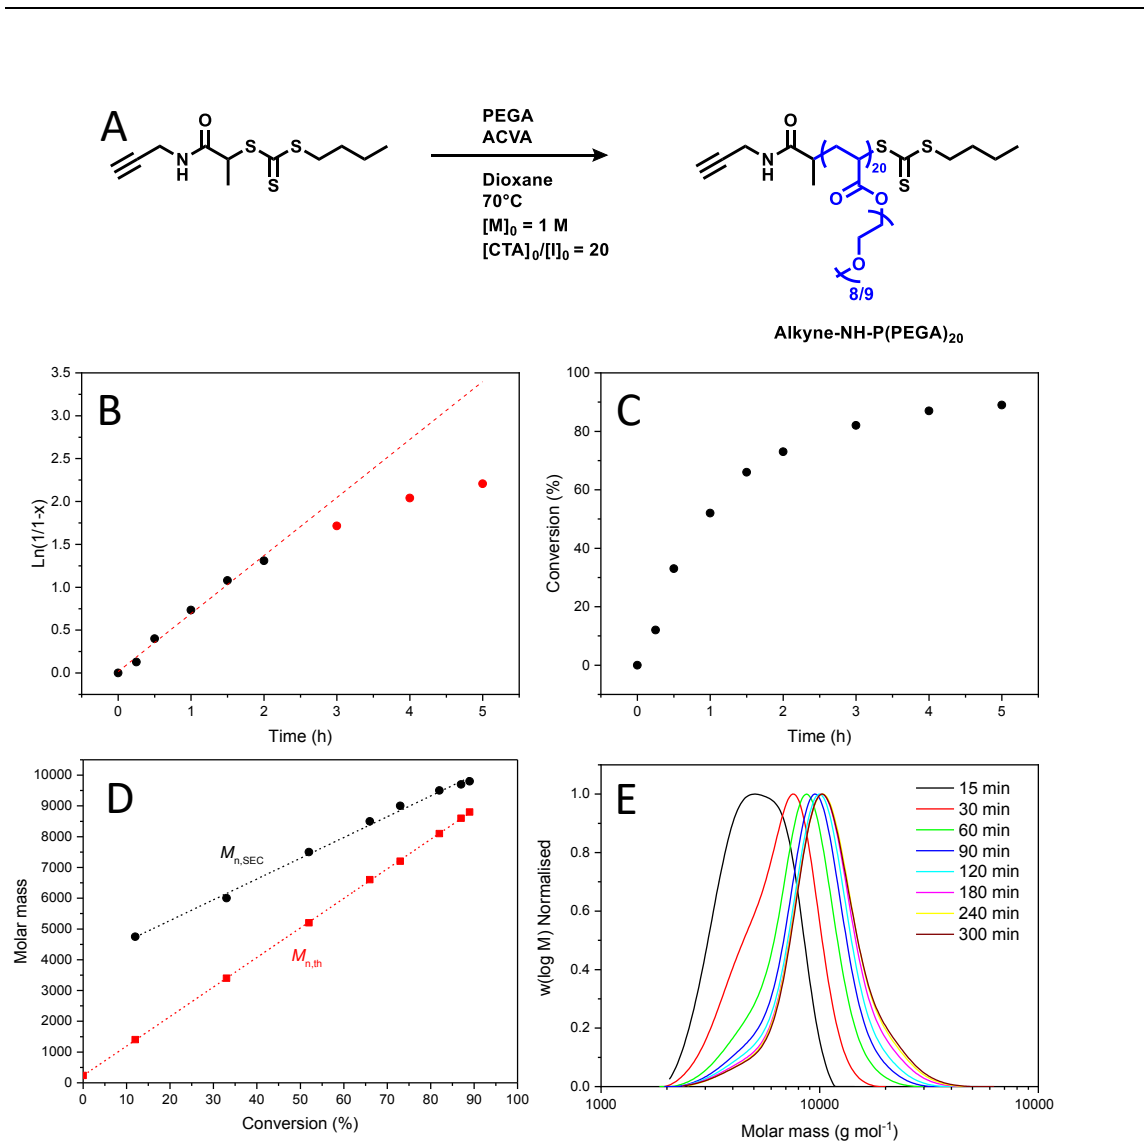 A
PEGA
ACVA
Dioxane
70°C
[M]0 = 1 M
[CTA]0/[I]0 = 20
O
N
H
S
S
S
O
N
H
20
S
S
S
O
O
O
8/9
Alkyne-NH-P(PEGA)20
B
Ln(1/1-x)
3.5
3.0
2.5
2.0
1.5
1.0
0.5
0.0
0 1 2 3 4 5
Time (h)
C
Conversion (%)
100
80
60
40
20
0
0 1 2 3 4 5
Time (h)
D
Molar mass
10000
9000
8000
7000
6000
5000
4000
3000
2000
1000
0
Mn,SEC
Mn,th
0 10 20 30 40 50 60 70 80 90 100
Conversion (%)
E
w(log M) Normalised
1.0
0.8
0.6
0.4
0.2
0.0
15 min
30 min
60 min
90 min
120 min
180 min
240 min
300 min
1000 10000 10000
Molar mass (g mol-1)